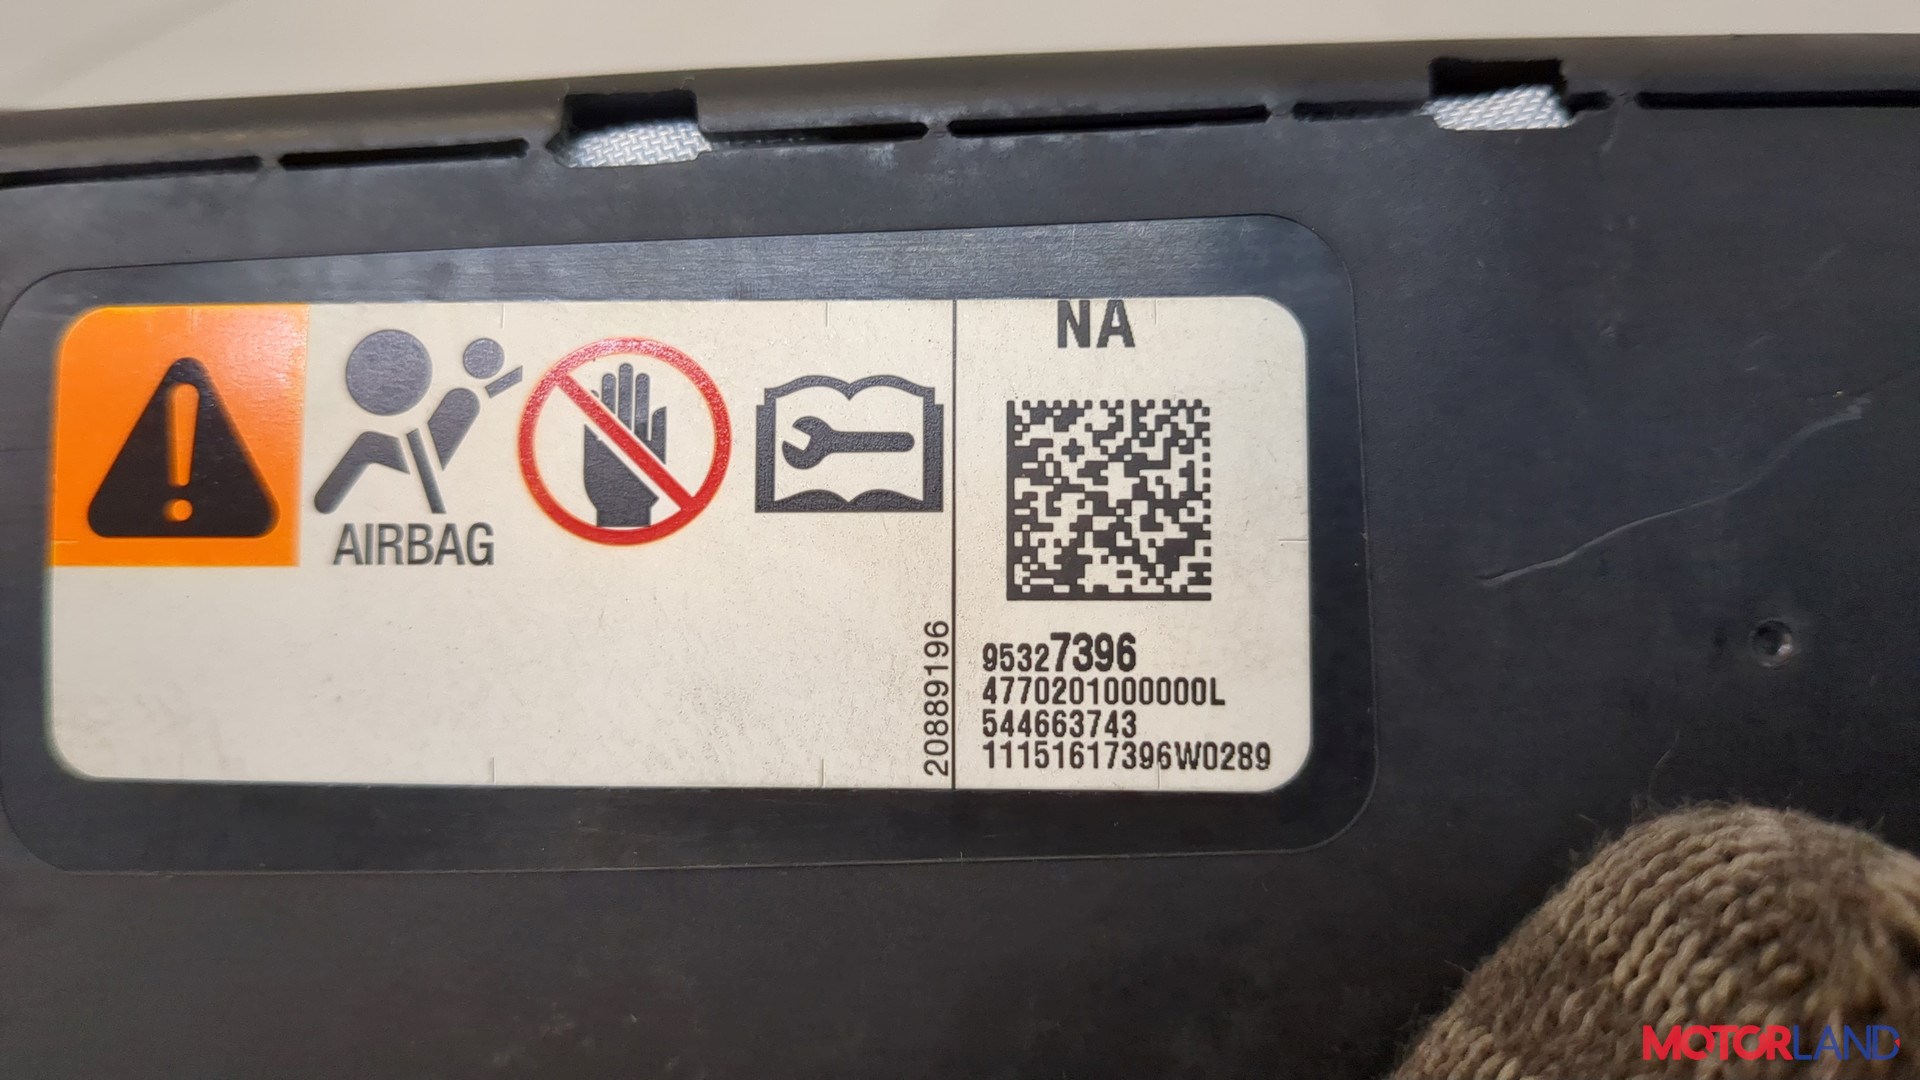 NA
AIRBAG
20889196
95327396
4770201000000L
544663743
11151617396W0289
MOTORLAND